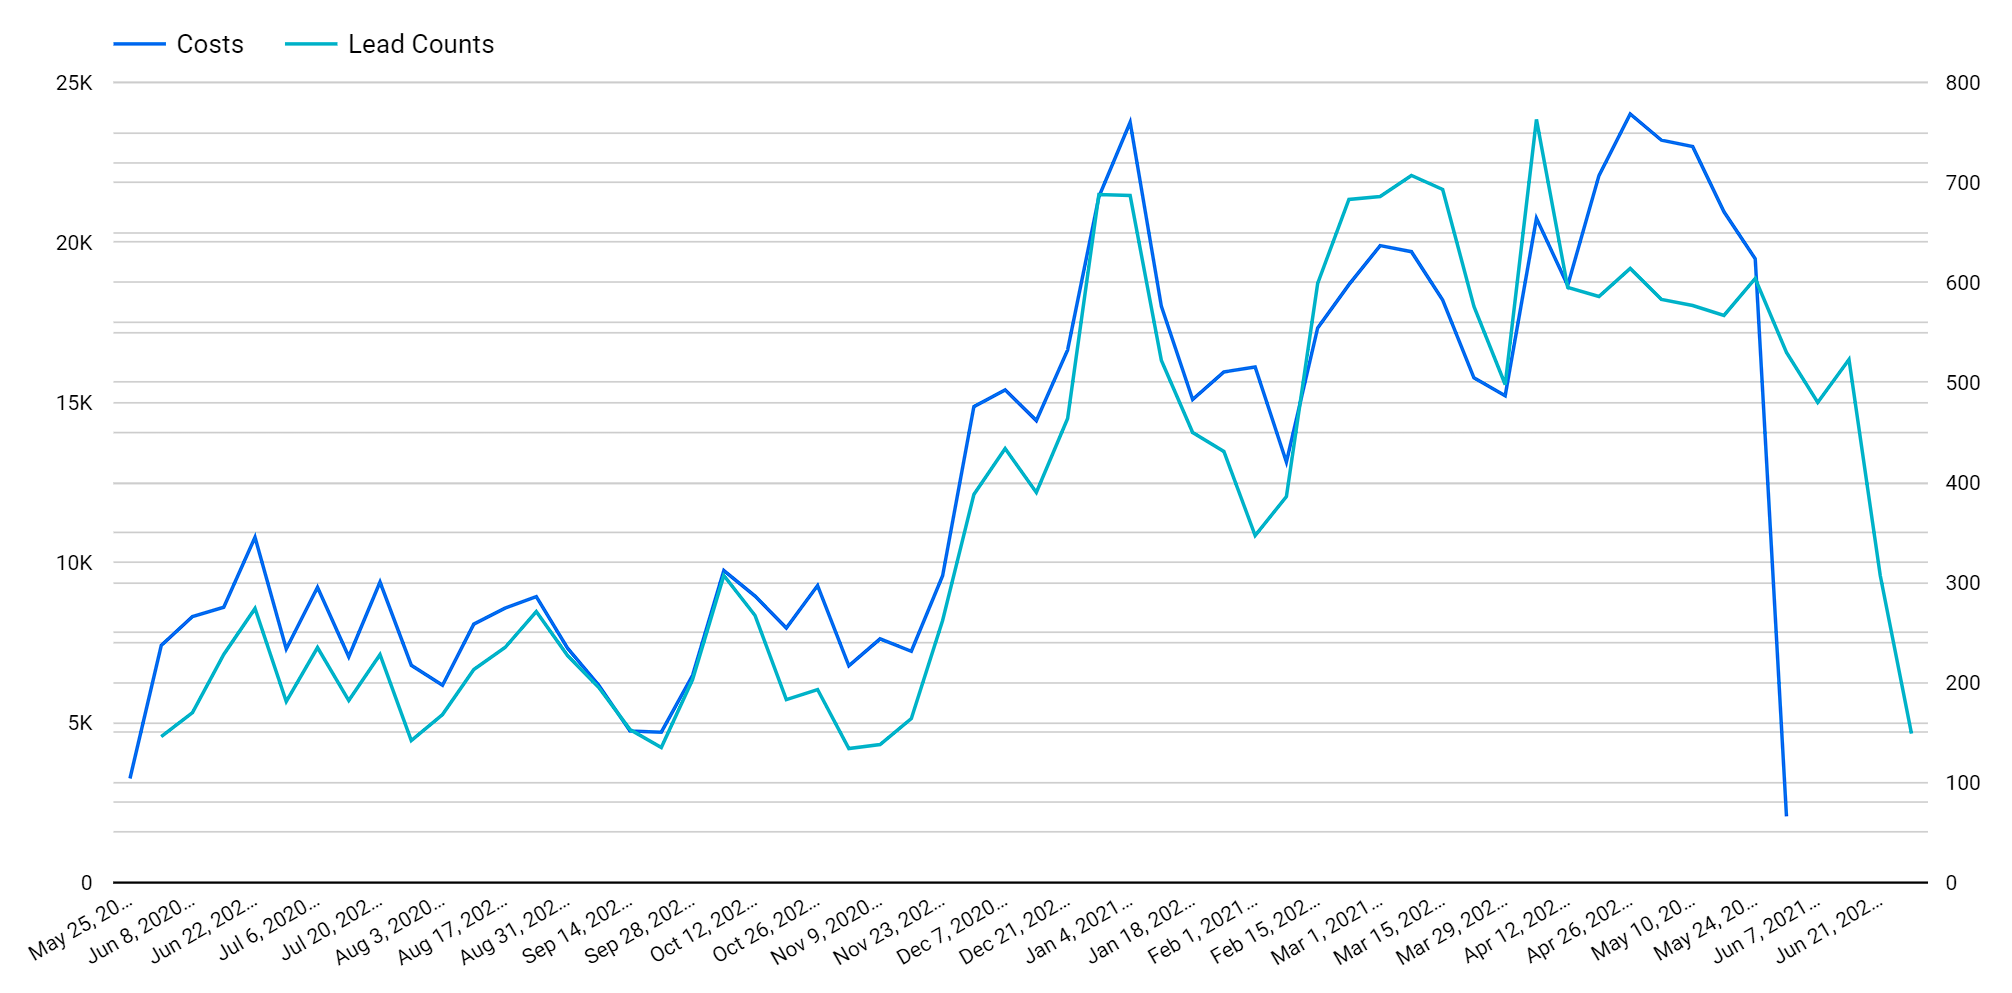 Costs Lead Counts
25K 800
700
20K
600
500
15K
400
10K 300
200
5K
100
0 0
May 25, 20...
Jun 8, 2020...
Jun 22, 202...
Jul 6, 2020...
Jul 20, 202...
Aug 3, 2020...
Aug 17, 202...
Aug 31, 202...
Sep 14, 202...
Sep 28, 202...
Oct 12, 202...
Oct 26, 202...
Nov 9, 2020...
Nov 23, 202...
Dec 7, 2020...
Dec 21, 202...
Jan 4, 2021...
Jan 18, 202...
Feb 1, 2021...
Feb 15, 202...
Mar 1, 2021...
Mar 15, 202...
Mar 29, 202...
Apr 12, 202...
Apr 26, 202...
May 10, 20...
May 24, 20...
Jun 7, 2021...
Jun 21, 202...